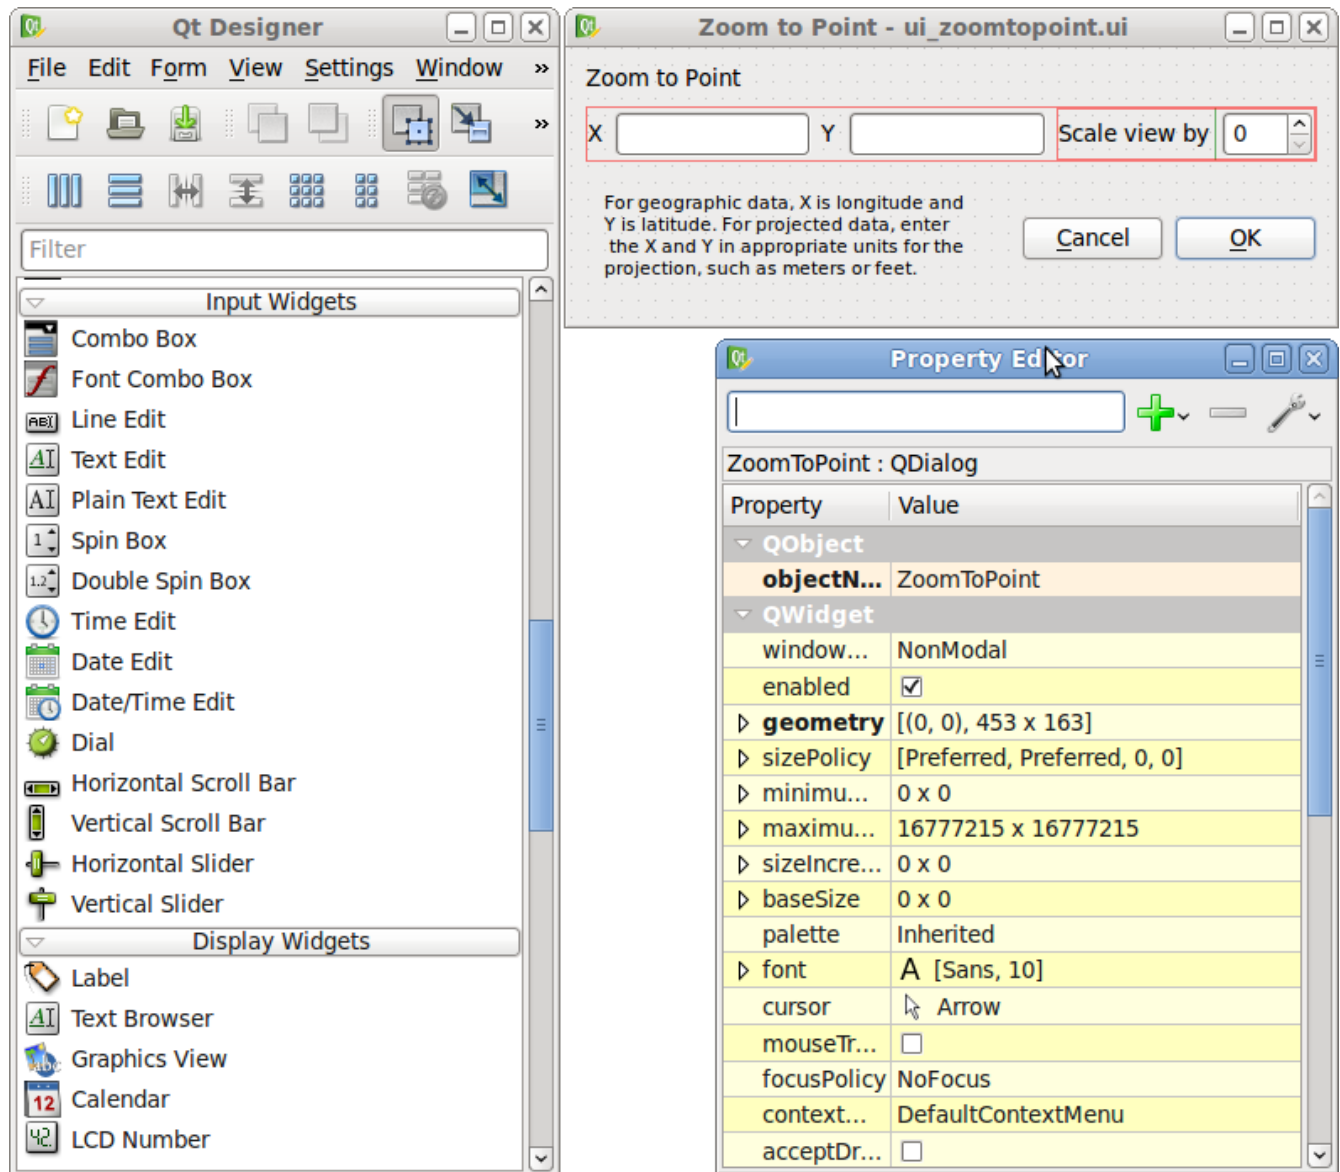 Qt Designer
File Edit Form View Settings Window »
»
Filter
Input Widgets
Combo Box
Font Combo Box
Line Edit
Text Edit
Plain Text Edit
Spin Box
Double Spin Box
Time Edit
Date Edit
Date/Time Edit
Dial
Horizontal Scroll Bar
Vertical Scroll Bar
Horizontal Slider
Vertical Slider
Display Widgets
Label
Text Browser
Graphics View
Calendar
LCD Number
Zoom to Point - ui_zoomtopoint.ui
Zoom to Point
X Y Scale view by 0
For geographic data, X is longitude and
Y is latitude. For projected data, enter
the X and Y in appropriate units for the
projection, such as meters or feet.
Cancel OK
Property Editor
ZoomToPoint : QDialog
Property Value
QObject
objectN... ZoomToPoint
QWidget
window... NonModal
enabled
geometry [(0, 0), 453 x 163]
sizePolicy [Preferred, Preferred, 0, 0]
minimu... 0 x 0
maximu... 16777215 x 16777215
sizeIncre... 0 x 0
baseSize 0 x 0
palette Inherited
font A [Sans, 10]
cursor Arrow
mouseTr...
focusPolicy NoFocus
context... DefaultContextMenu
acceptDr...